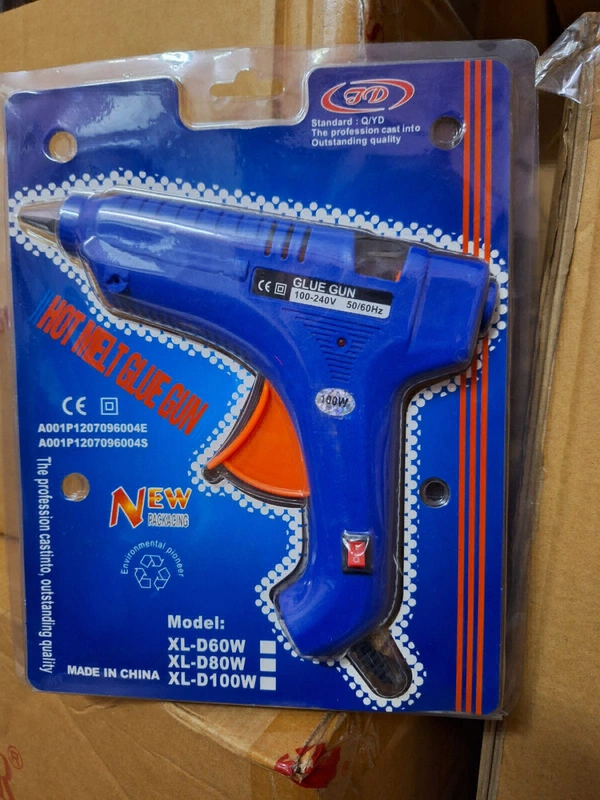 JD
Standard : Q/YD
The profession cast into
Outstanding quality
CE GLUE GUN
100-240V 50/60Hz
100W
HOT MELT GLUE GUN
CE
A001P1207096004E
A001P1207096004S
The profession castinto, outstanding quality
NEW
PACKAGING
Environmental pioneer
Model:
XL-D60W
XL-D80W
XL-D100W
MADE IN CHINA